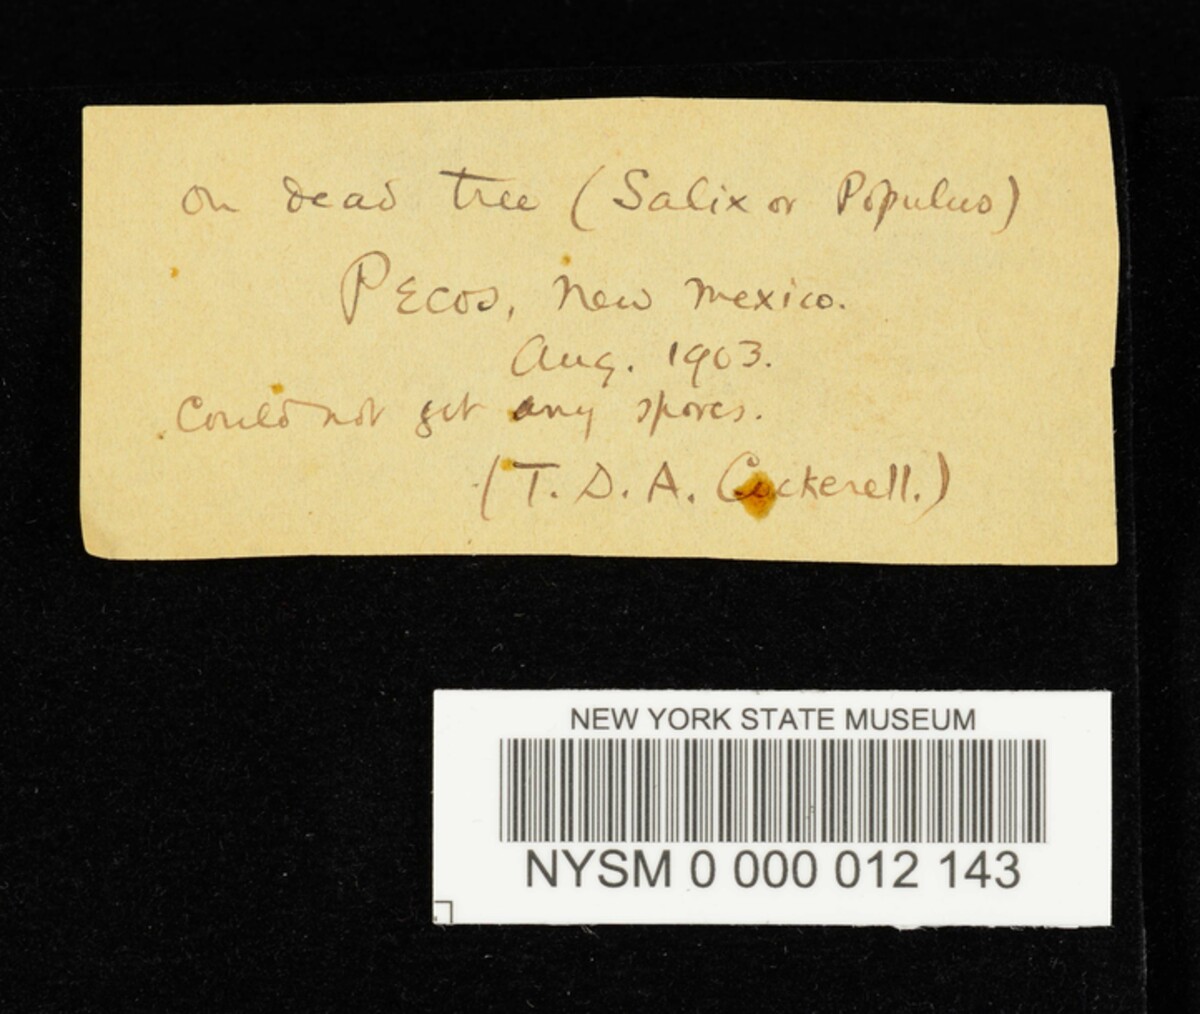 on dead tree (Salix or Populus)
Pecos, New Mexico.
Aug. 1903.
Could not get any spores.
(T. D. A. Cockerell.)
NEW YORK STATE MUSEUM
NYSM 0 000 012 143